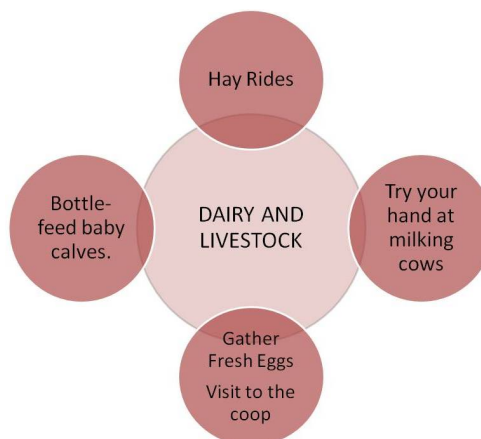 Hay Rides
Bottle-
feed baby
calves.
DAIRY AND
LIVESTOCK
Try your
hand at
milking
cows
Gather
Fresh Eggs
Visit to the
coop